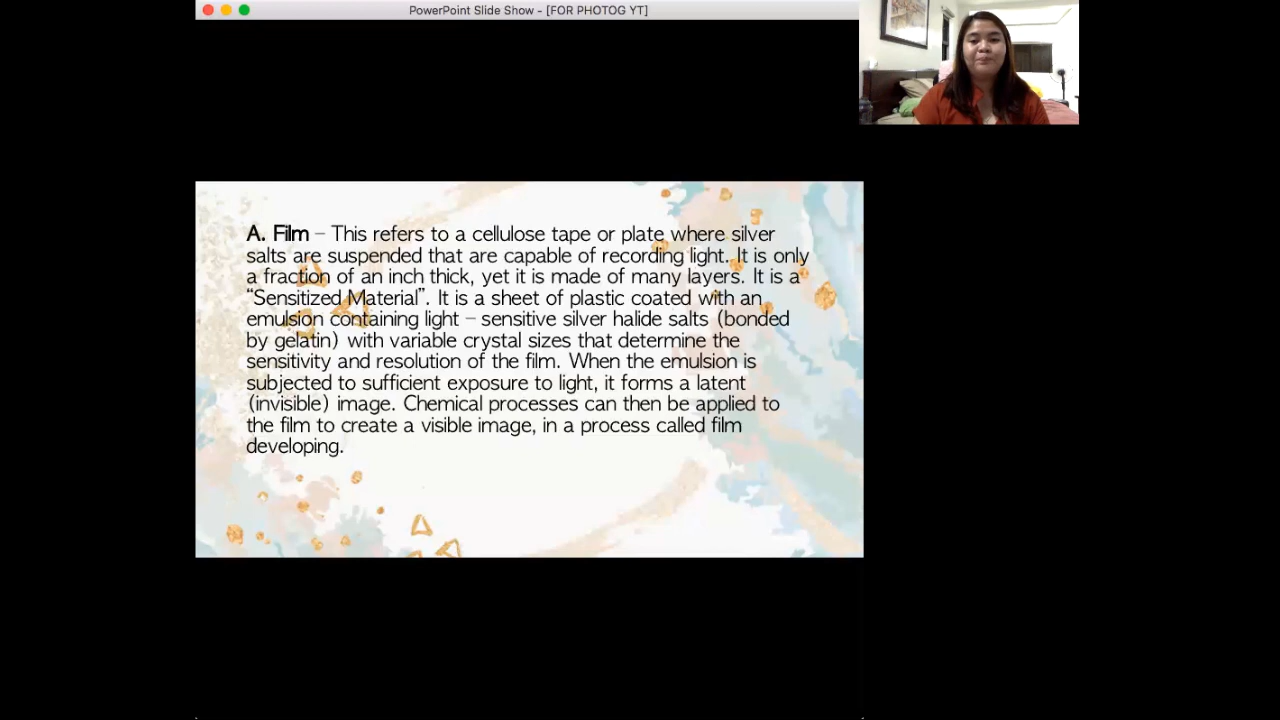 PowerPoint Slide Show - [FOR PHOTOG YT]
A. Film – This refers to a cellulose tape or plate where silver
salts are suspended that are capable of recording light. It is only
a fraction of an inch thick, yet it is made of many layers. It is a
“Sensitized Material”. It is a sheet of plastic coated with an
emulsion containing light – sensitive silver halide salts (bonded
by gelatin) with variable crystal sizes that determine the
sensitivity and resolution of the film. When the emulsion is
subjected to sufficient exposure to light, it forms a latent
(invisible) image. Chemical processes can then be applied to
the film to create a visible image, in a process called film
developing.